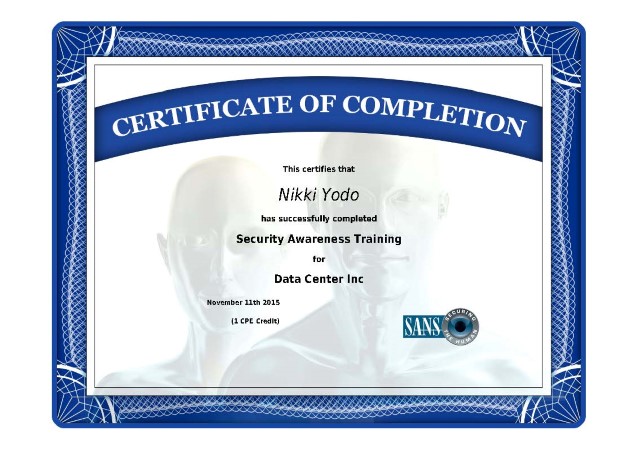 CERTIFICATE OF COMPLETION
This certifies that
Nikki Yodo
has successfully completed
Security Awareness Training
for
Data Center Inc
November 11th 2015
(1 CPE Credit)
SANS
SECURING
THE HUMAN